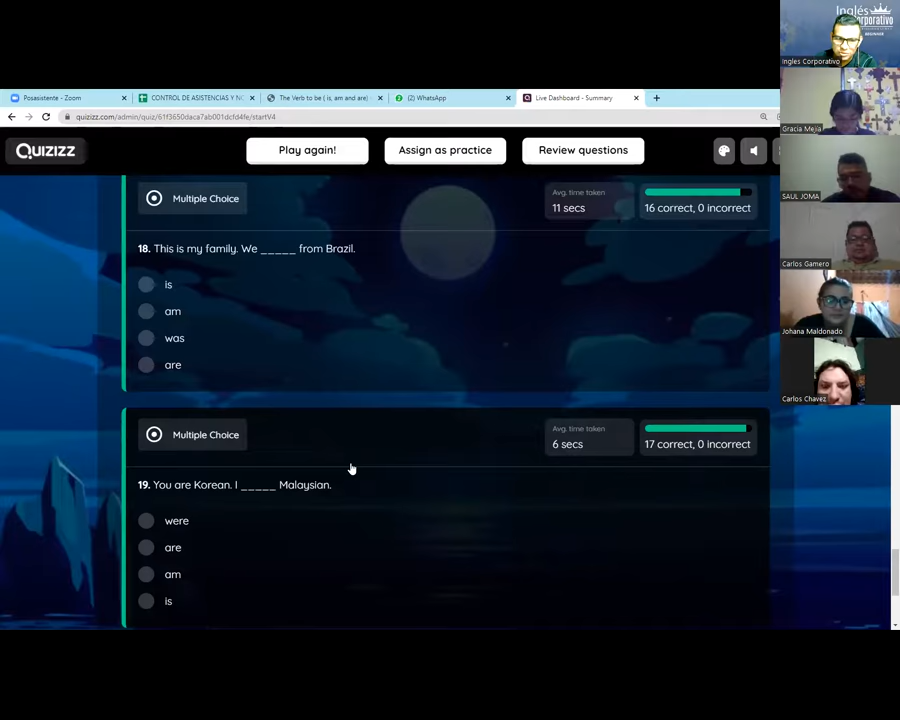 Inglés
Corporativo
BEGINNER
Ingles Corporativo
Posasistente - Zoom
CONTROL DE ASISTENCIAS Y NO
The Verb to be ( is, am and are)
(2) WhatsApp
Live Dashboard - Summary
quizizz.com/admin/quiz/61f3650daca7ab001dcfd4fe/startV4
Gracia Mejia
Quizizz
Play again!
Assign as practice
Review questions
Multiple Choice
Avg. time taken
11 secs
16 correct, 0 incorrect
SAUL JOMA
18. This is my family. We _____ from Brazil.
is
am
was
are
Carlos Gamero
Johana Maldonado
Carlos Chavez
Multiple Choice
Avg. time taken
6 secs
17 correct, 0 incorrect
19. You are Korean. I _____ Malaysian.
were
are
am
is